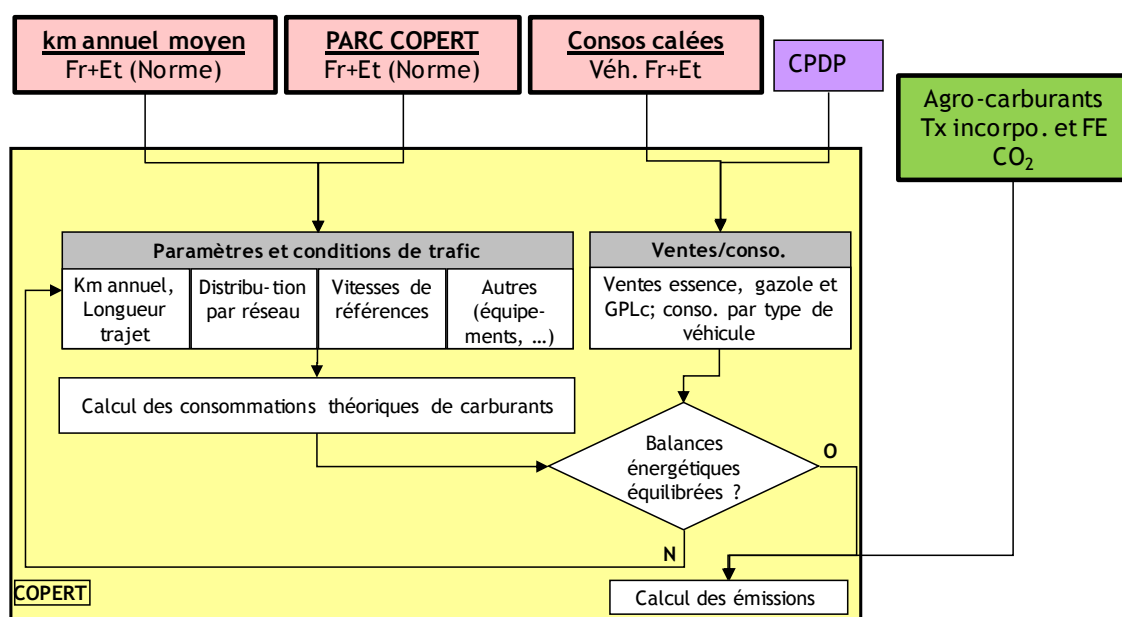 km annuel moyen
Fr+Et (Norme)
PARC COPERT
Fr+Et (Norme)
Consos calées
Véh. Fr+Et
CPDP
Agro-carburants
Tx incorpo. et FE
CO₂
Paramètres et conditions de trafic
Km annuel,
Longueur
trajet
Distribu-tion
par réseau
Vitesses de
références
Autres
(équipe-
ments, ...)
Ventes/conso.
Ventes essence, gazole et
GPLc; conso. par type de
véhicule
Calcul des consommations théoriques de carburants
Balances
énergétiques
équilibrées ?
O
N
COPERT
Calcul des émissions